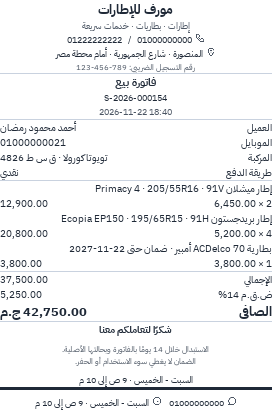 مورف للإطارات
إطارات · بطاريات · خدمات سريعة
01000000000 / 01222222222
المنصورة · شارع الجمهورية · أمام محطة مصر
رقم التسجيل الضريبي: 789-456-123
فاتورة بيع
S-2026-000154
2026-11-22 18:40
العميل أحمد محمود رمضان
الموبايل 01000000021
المركبة تويوتا كورولا · ق س ط 4826
طريقة الدفع نقدي
إطار ميشلان Primacy 4 · 205/55R16 · 91V
2 × 6,450.00 12,900.00
إطار بريدجستون Ecopia EP150 · 195/65R15 · 91H
4 × 5,200.00 20,800.00
بطارية ACDelco 70 أمبير · ضمان حتى 22-11-2027
1 × 3,800.00 3,800.00
الإجمالي 37,500.00
ض.ق.م 14% 5,250.00
الصافى 42,750.00 ج.م
شكرًا لتعاملكم معنا
الاستبدال خلال 14 يومًا بالفاتورة وبحالتها الأصلية.
الضمان لا يغطي سوء الاستخدام أو الحفر.
السبت - الخميس · 9 ص إلى 10 م
01000000000 السبت - الخميس · 9 ص إلى 10 م